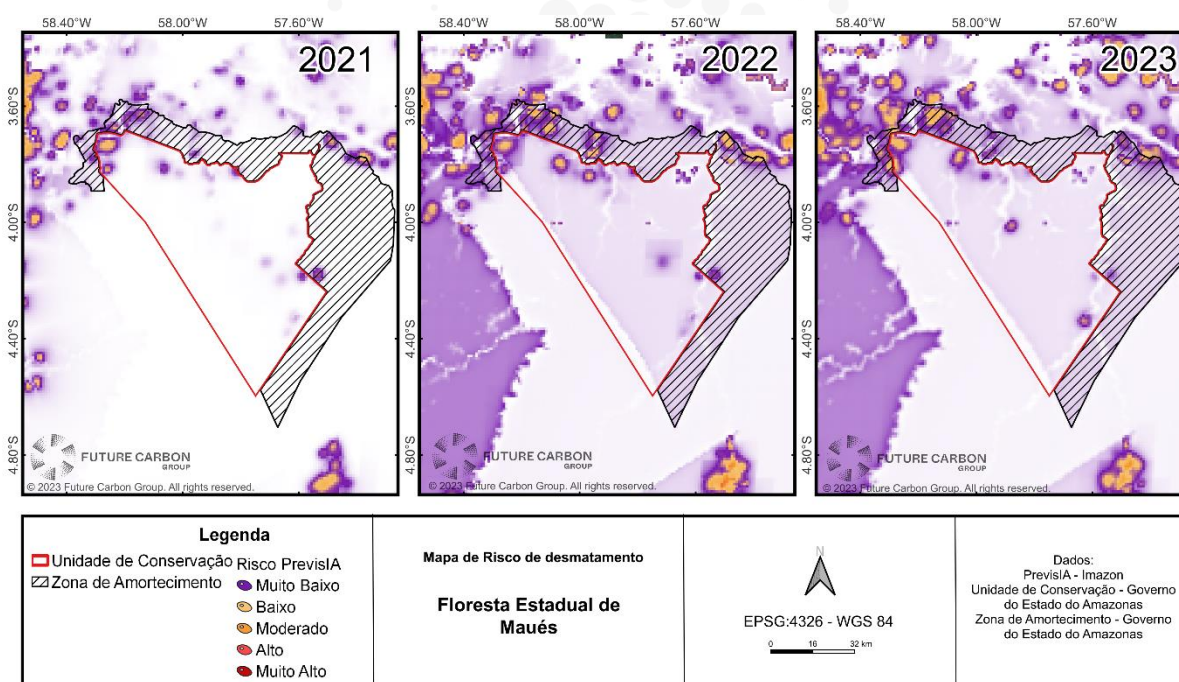 58.40°W 58.00°W 57.60°W 58.40°W 58.00°W 57.60°W 58.40°W 58.00°W 57.60°W
2021
2022
2023
3.60°S
4.00°S
4.40°S
4.80°S
3.60°S
4.00°S
4.40°S
4.80°S
3.60°S
4.00°S
4.40°S
4.80°S
FUTURE CARBON
GROUP
© 2023 Future Carbon Group. All rights reserved.
FUTURE CARBON
GROUP
© 2023 Future Carbon Group. All rights reserved.
FUTURE CARBON
GROUP
© 2023 Future Carbon Group. All rights reserved.
Legenda
Unidade de Conservação
Zona de Amortecimento
Risco PrevisIA
Muito Baixo
Baixo
Moderado
Alto
Muito Alto
Mapa de Risco de desmatamento
Floresta Estadual de
Maués
N
EPSG:4326 - WGS 84
0 16 32 km
Dados:
PrevisIA - Imazon
Unidade de Conservação - Governo
do Estado do Amazonas
Zona de Amortecimento - Governo
do Estado do Amazonas